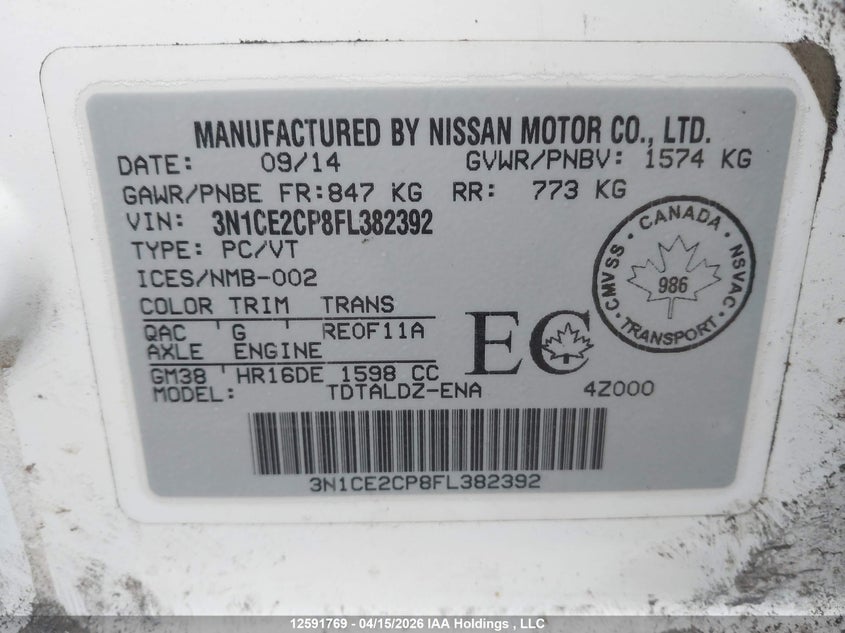 MANUFACTURED BY NISSAN MOTOR CO., LTD.
DATE: 09/14 GVWR/PNBV: 1574 KG
GAWR/PNBE FR:847 KG RR: 773 KG
VIN: 3N1CE2CP8FL382392
TYPE: PC/VT
ICES/NMB-002
COLOR TRIM TRANS
QAC G REOF11A
AXLE ENGINE
GM38 HR16DE 1598 CC
MODEL: TDTALDZ-ENA 4Z000
3N1CE2CP8FL382392
CANADA
CMVSS · NSVAC
986
TRANSPORT
EC
12591769 - 04/15/2026 IAA Holdings , LLC